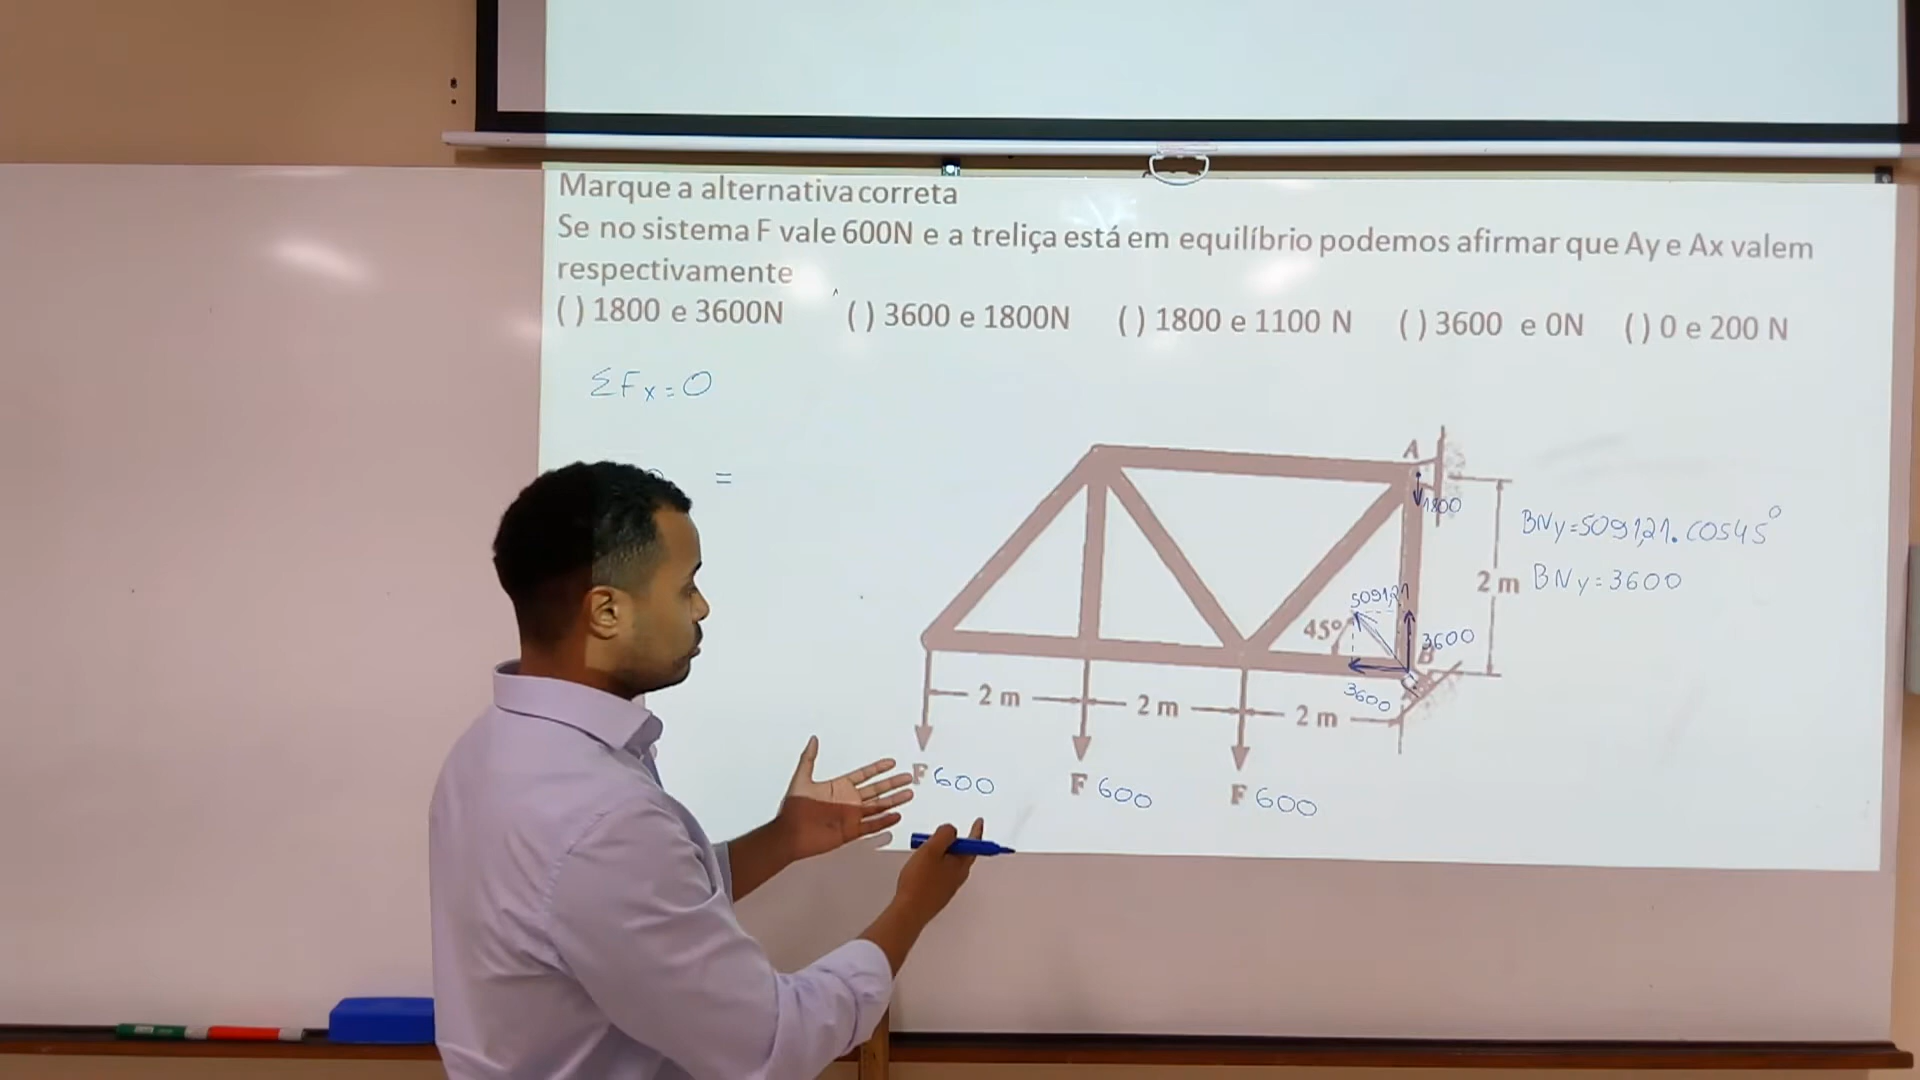 Marque a alternativa correta
Se no sistema F vale 600N e a treliça está em equilíbrio podemos afirmar que Ay e Ax valem
respectivamente
( ) 1800 e 3600N ( ) 3600 e 1800N ( ) 1800 e 1100 N ( ) 3600 e 0N ( ) 0 e 200 N
ΣFx=0
=
A
1800
BNy=5091,21.cos45°
2 m
BNy=3600
5091,21
45°
3600
B
3600
2 m
2 m
2 m
F 600
F 600
F 600